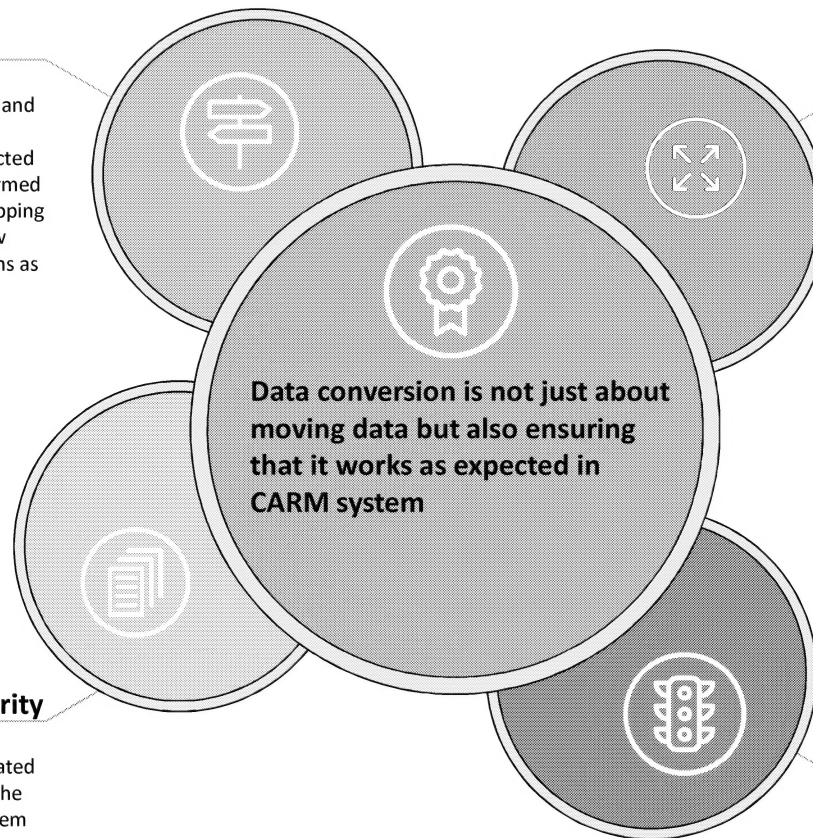 and
cted
rmed
pping
ns as
Data conversion is not just about
moving data but also ensuring
that it works as expected in
CARM system
rity
ated
he
em